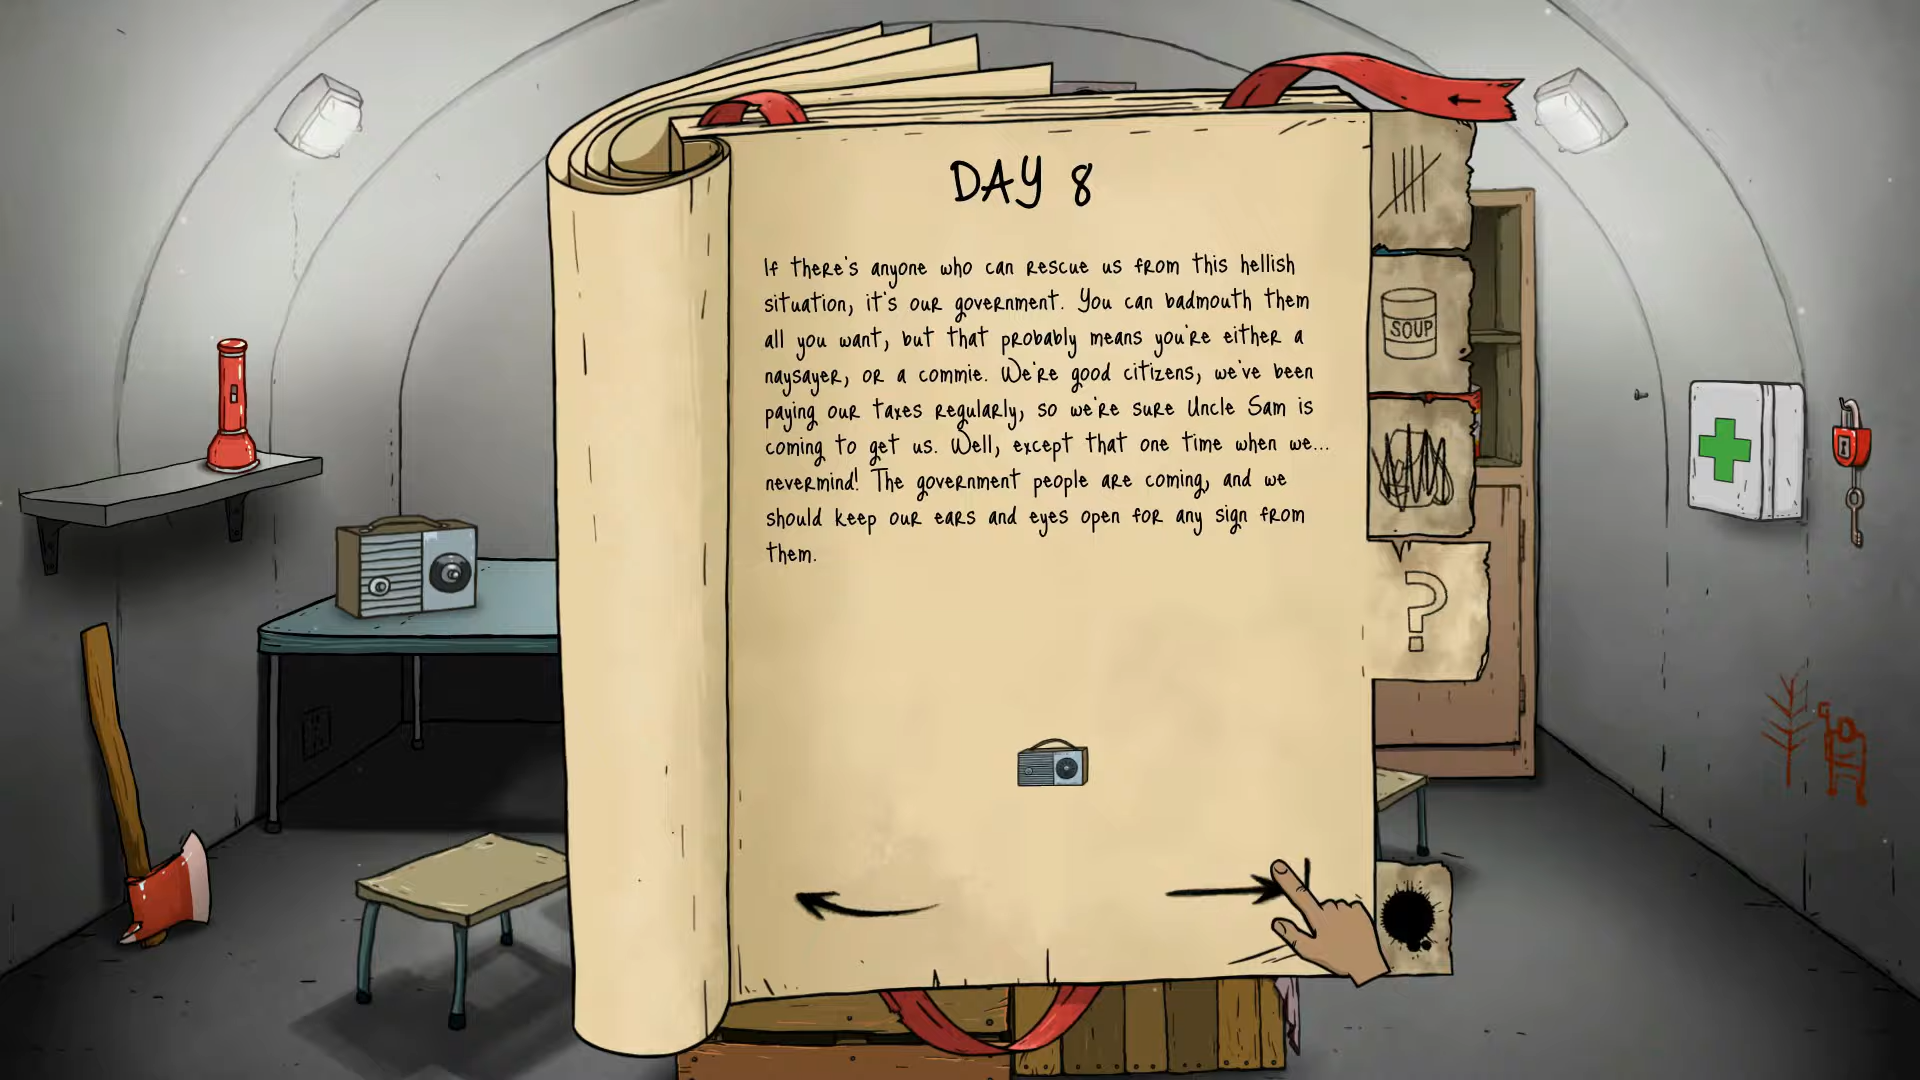 DAY 8
If there's anyone who can rescue us from this hellish
situation, it's our government. You can badmouth them
all you want, but that probably means you're either a
naysayer, or a commie. We're good citizens, we've been
paying our taxes regularly, so we're sure Uncle Sam is
coming to get us. Well, except that one time when we...
nevermind! The government people are coming, and we
should keep our ears and eyes open for any sign from
them.
SOUP
?